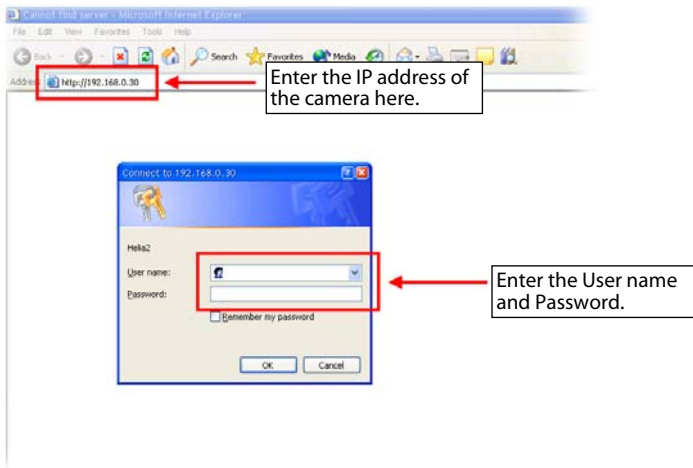 Cannot find server - Microsoft Internet Explorer
File Edit View Favorites Tools Help
Back Search Favorites Media
Address http://192.168.0.30
Enter the IP address of
the camera here.
Connect to 192.168.0.30
Helia2
User name:
Password:
Remember my password
OK Cancel
Enter the User name
and Password.